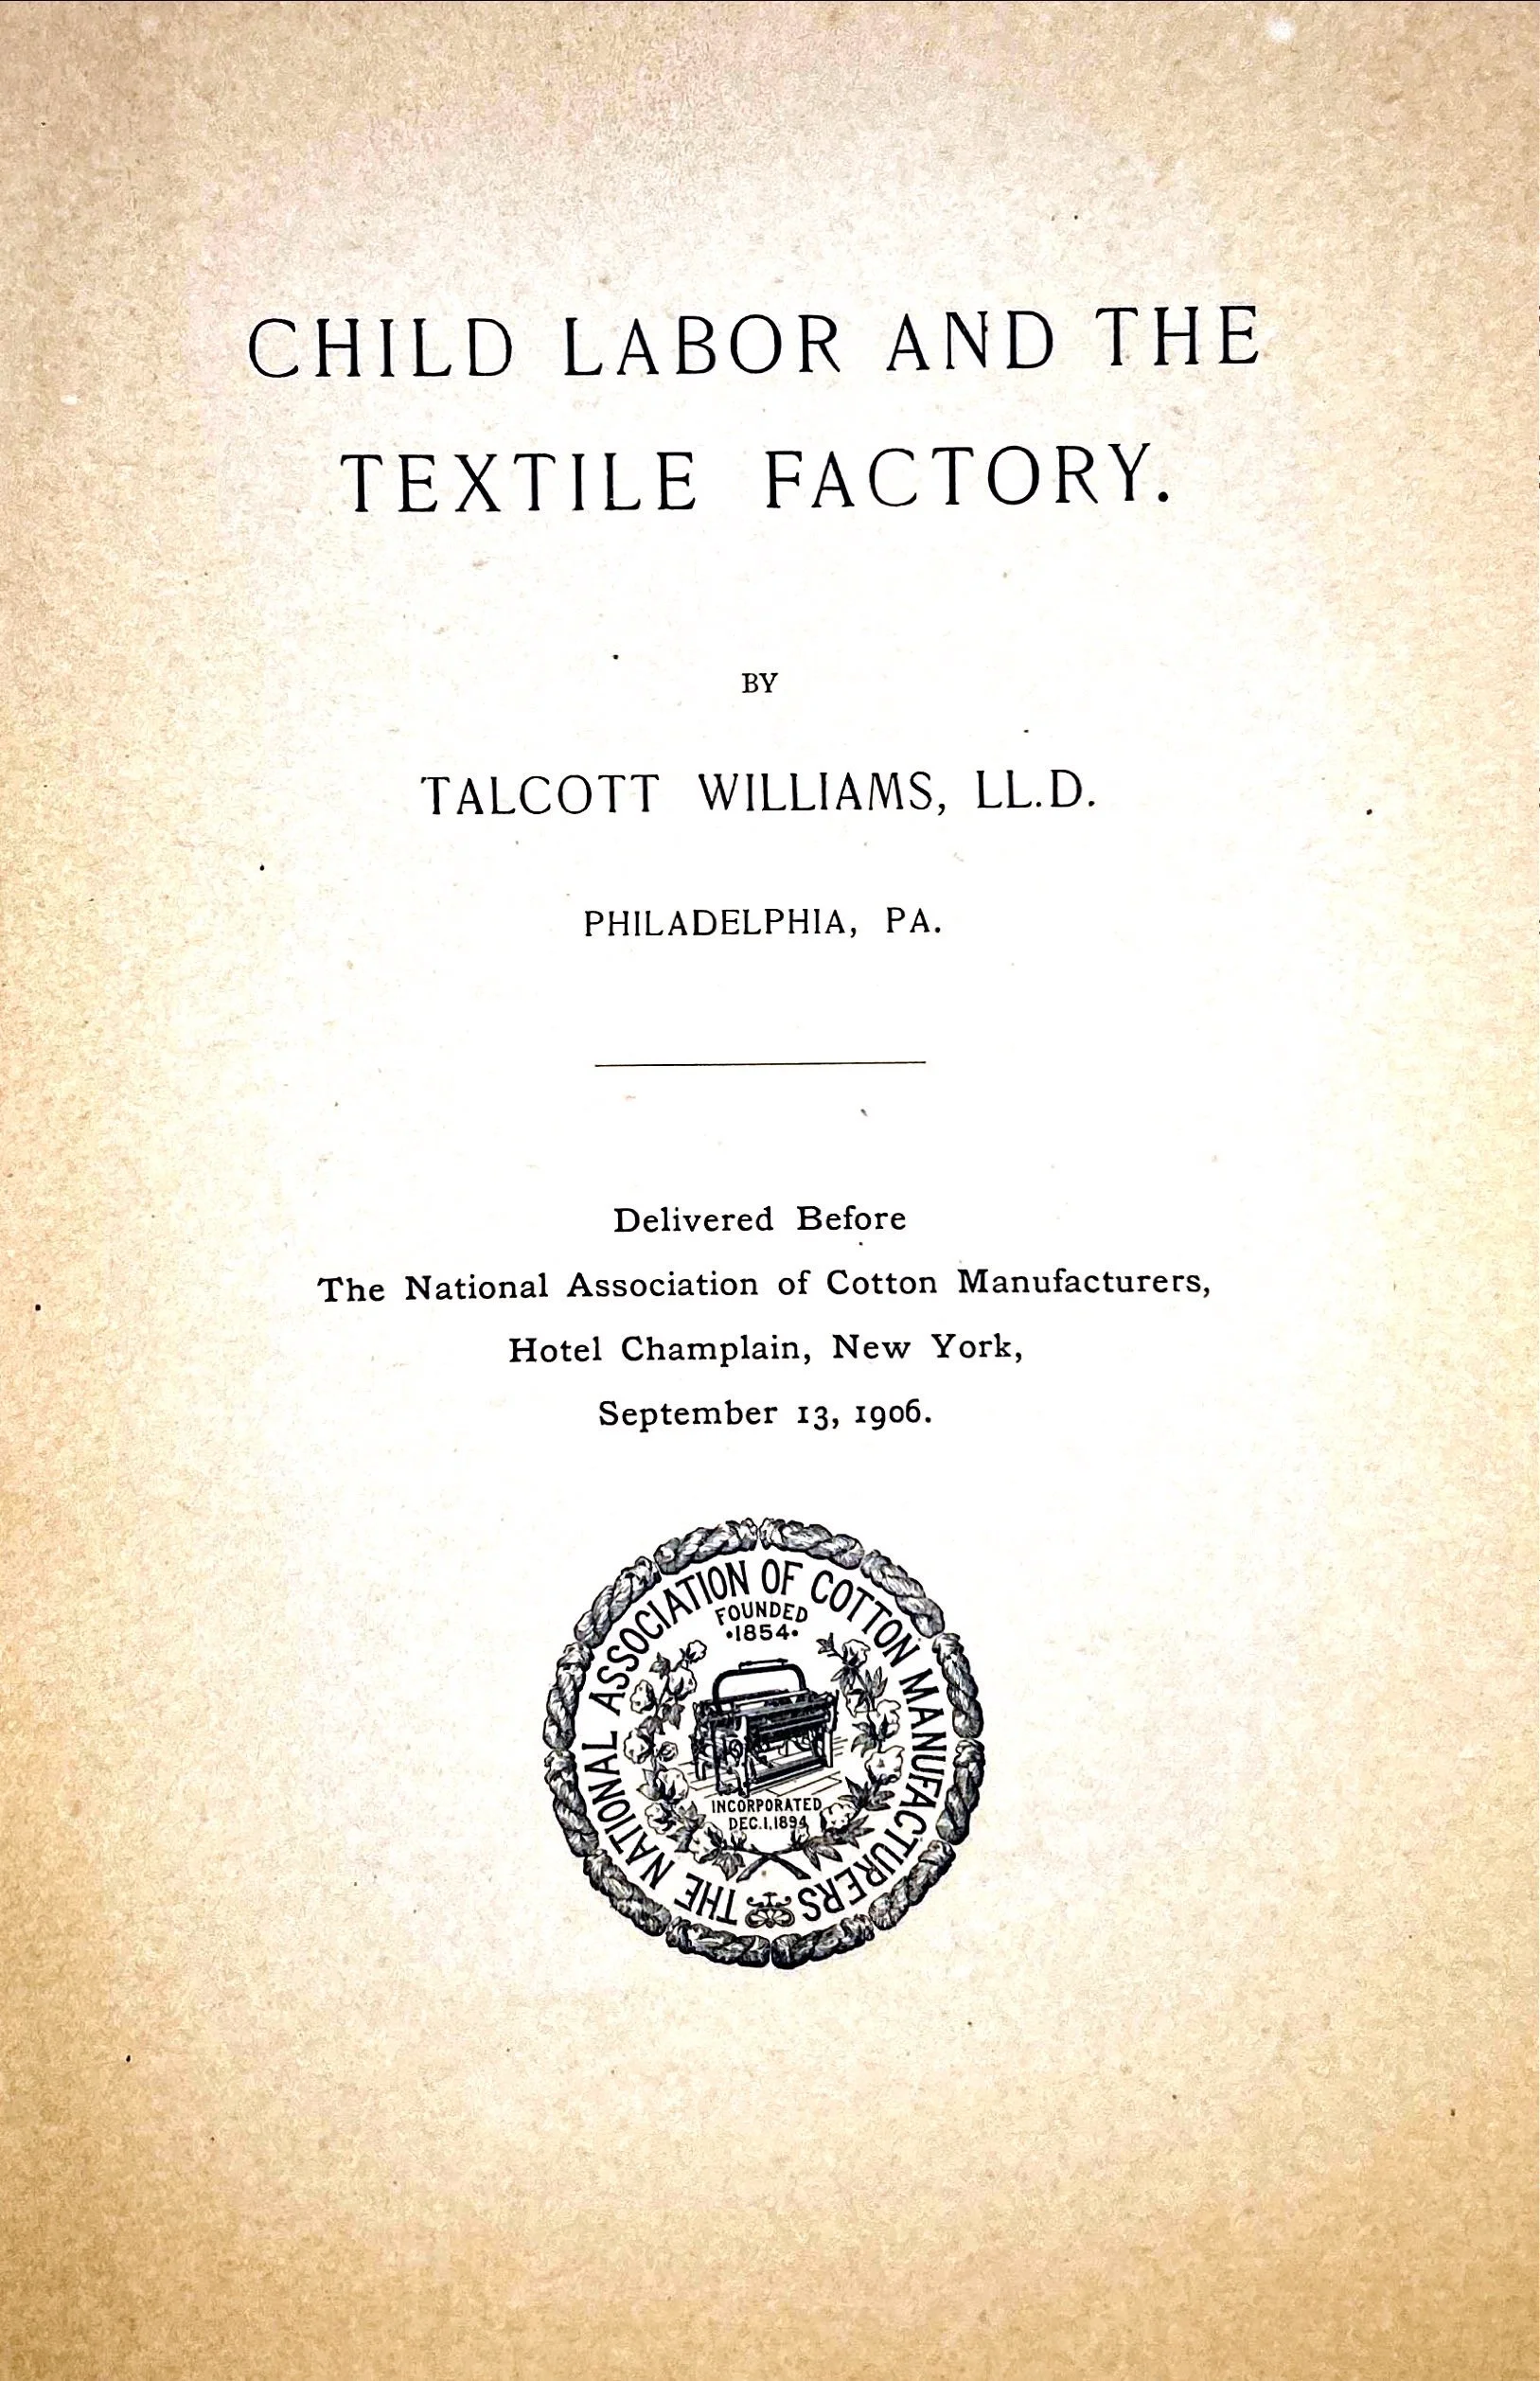 CHILD LABOR AND THE
TEXTILE FACTORY.
BY
TALCOTT WILLIAMS, LL.D.
PHILADELPHIA, PA.
Delivered Before
The National Association of Cotton Manufacturers,
Hotel Champlain, New York,
September 13, 1906.
THE NATIONAL ASSOCIATION OF COTTON MANUFACTURERS
FOUNDED
•1854•
INCORPORATED
DEC.1.1894